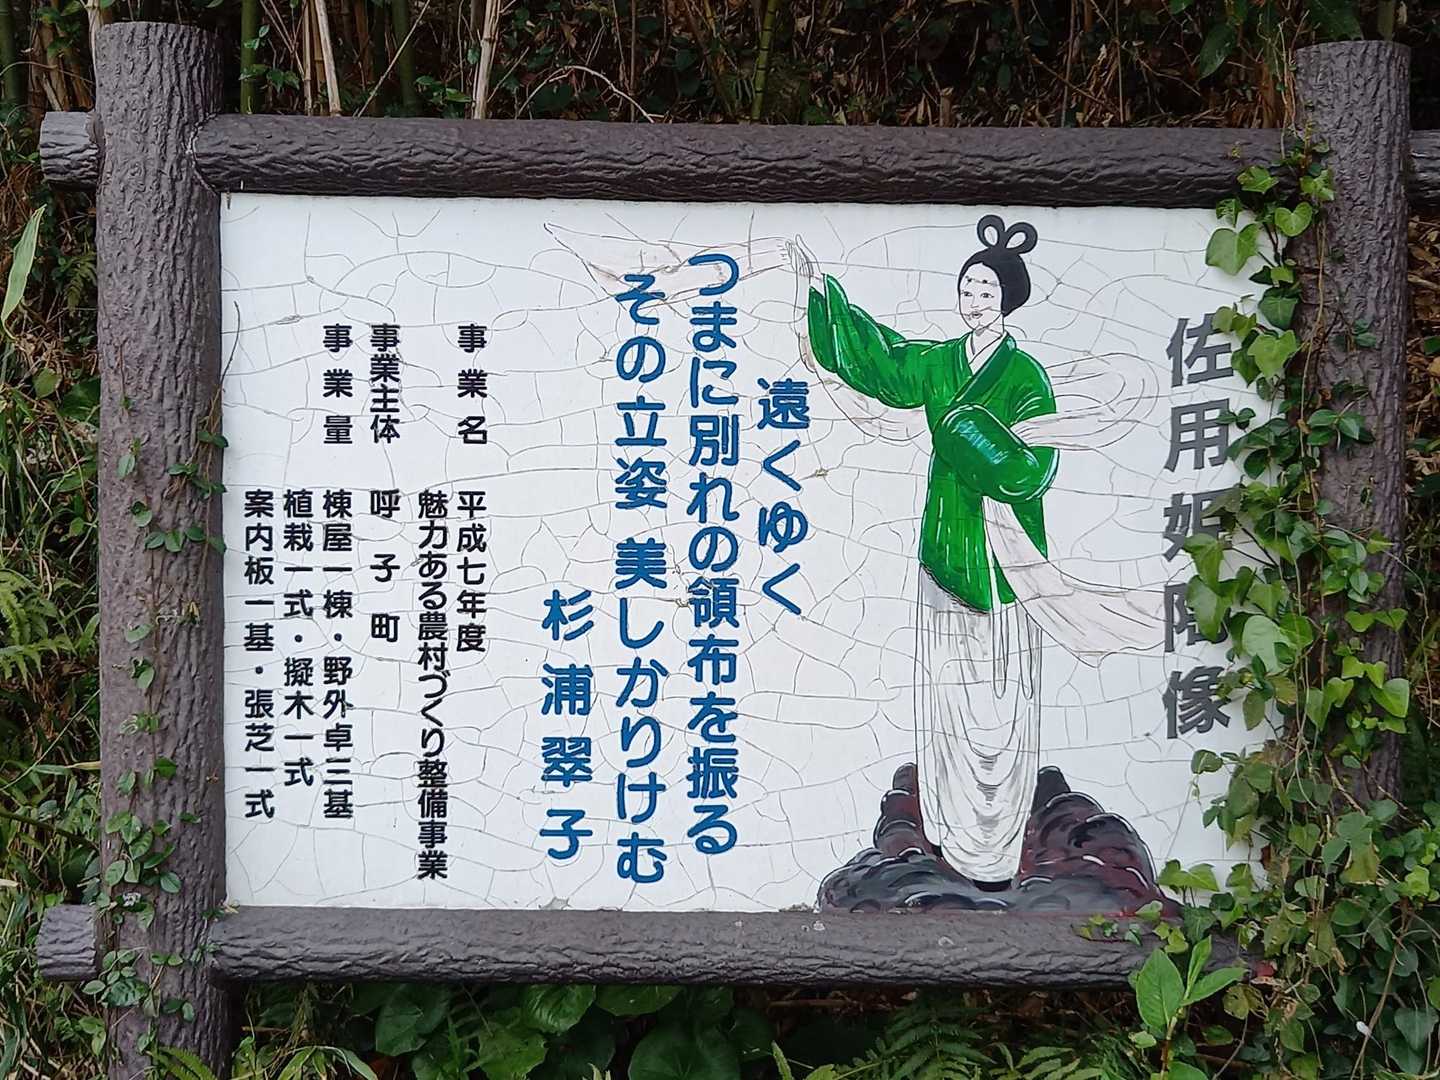 佐用姫陶像
遠くゆく
つまに別れの領布を振る
その立姿 美しかりけむ
杉浦翠子
事業名 平成七年度
魅力ある農村づくり整備事業
事業主体 呼子町
事業量 棟屋一棟・野外卓三基
植栽一式・擬木一式
案内板一基・張芝一式